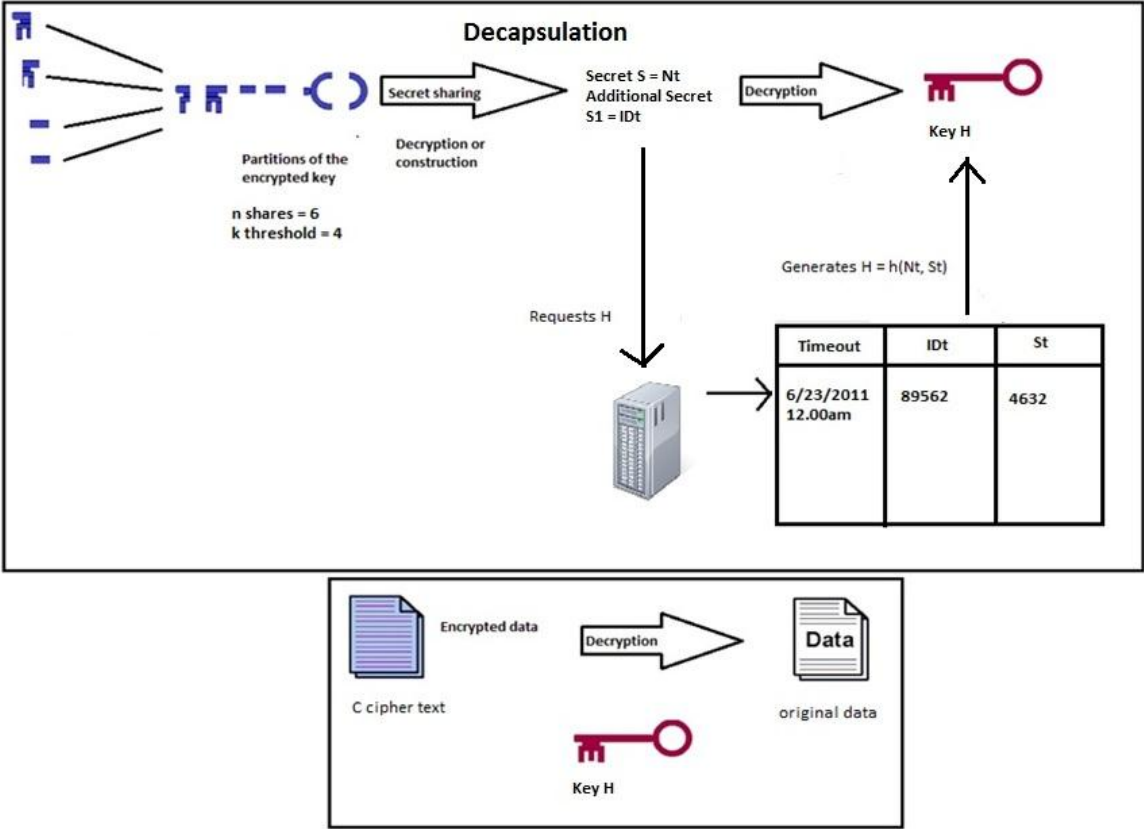 Decapsulation
Secret sharing
Secret S = Nt
Additional Secret
S1 = IDt
Decryption
Key H
Decryption or
construction
Partitions of the
encrypted key
n shares = 6
k threshold = 4
Generates H = h(Nt, St)
Requests H
Timeout IDt St
6/23/2011 89562 4632
12.00am
Encrypted data
Decryption
Data
C cipher text
original data
Key H